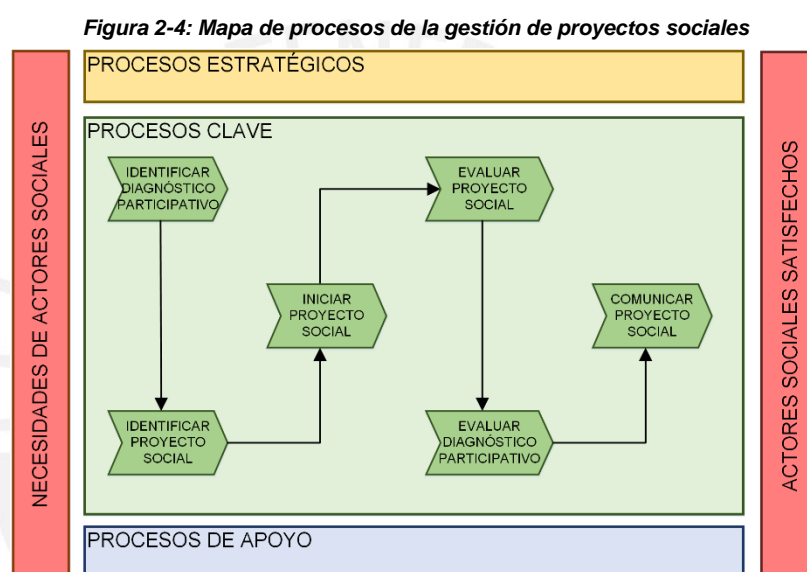 Figura 2-4: Mapa de procesos de la gestión de proyectos sociales
NECESIDADES DE ACTORES SOCIALES
PROCESOS ESTRATÉGICOS
PROCESOS CLAVE
IDENTIFICAR
DIAGNÓSTICO
PARTICIPATIVO
EVALUAR
PROYECTO
SOCIAL
INICIAR
PROYECTO
SOCIAL
COMUNICAR
PROYECTO
SOCIAL
IDENTIFICAR
PROYECTO
SOCIAL
EVALUAR
DIAGNÓSTICO
PARTICIPATIVO
PROCESOS DE APOYO
ACTORES SOCIALES SATISFECHOS